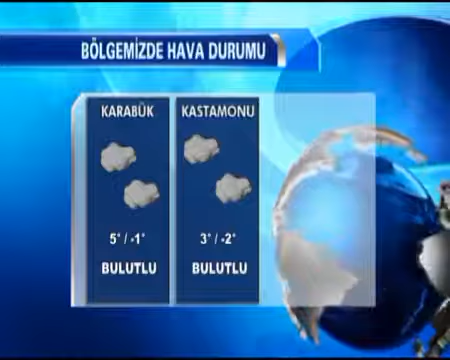 BÖLGEMİZDE HAVA DURUMU
KARABÜK
5° / -1°
BULUTLU
KASTAMONU
3° / -2°
BULUTLU